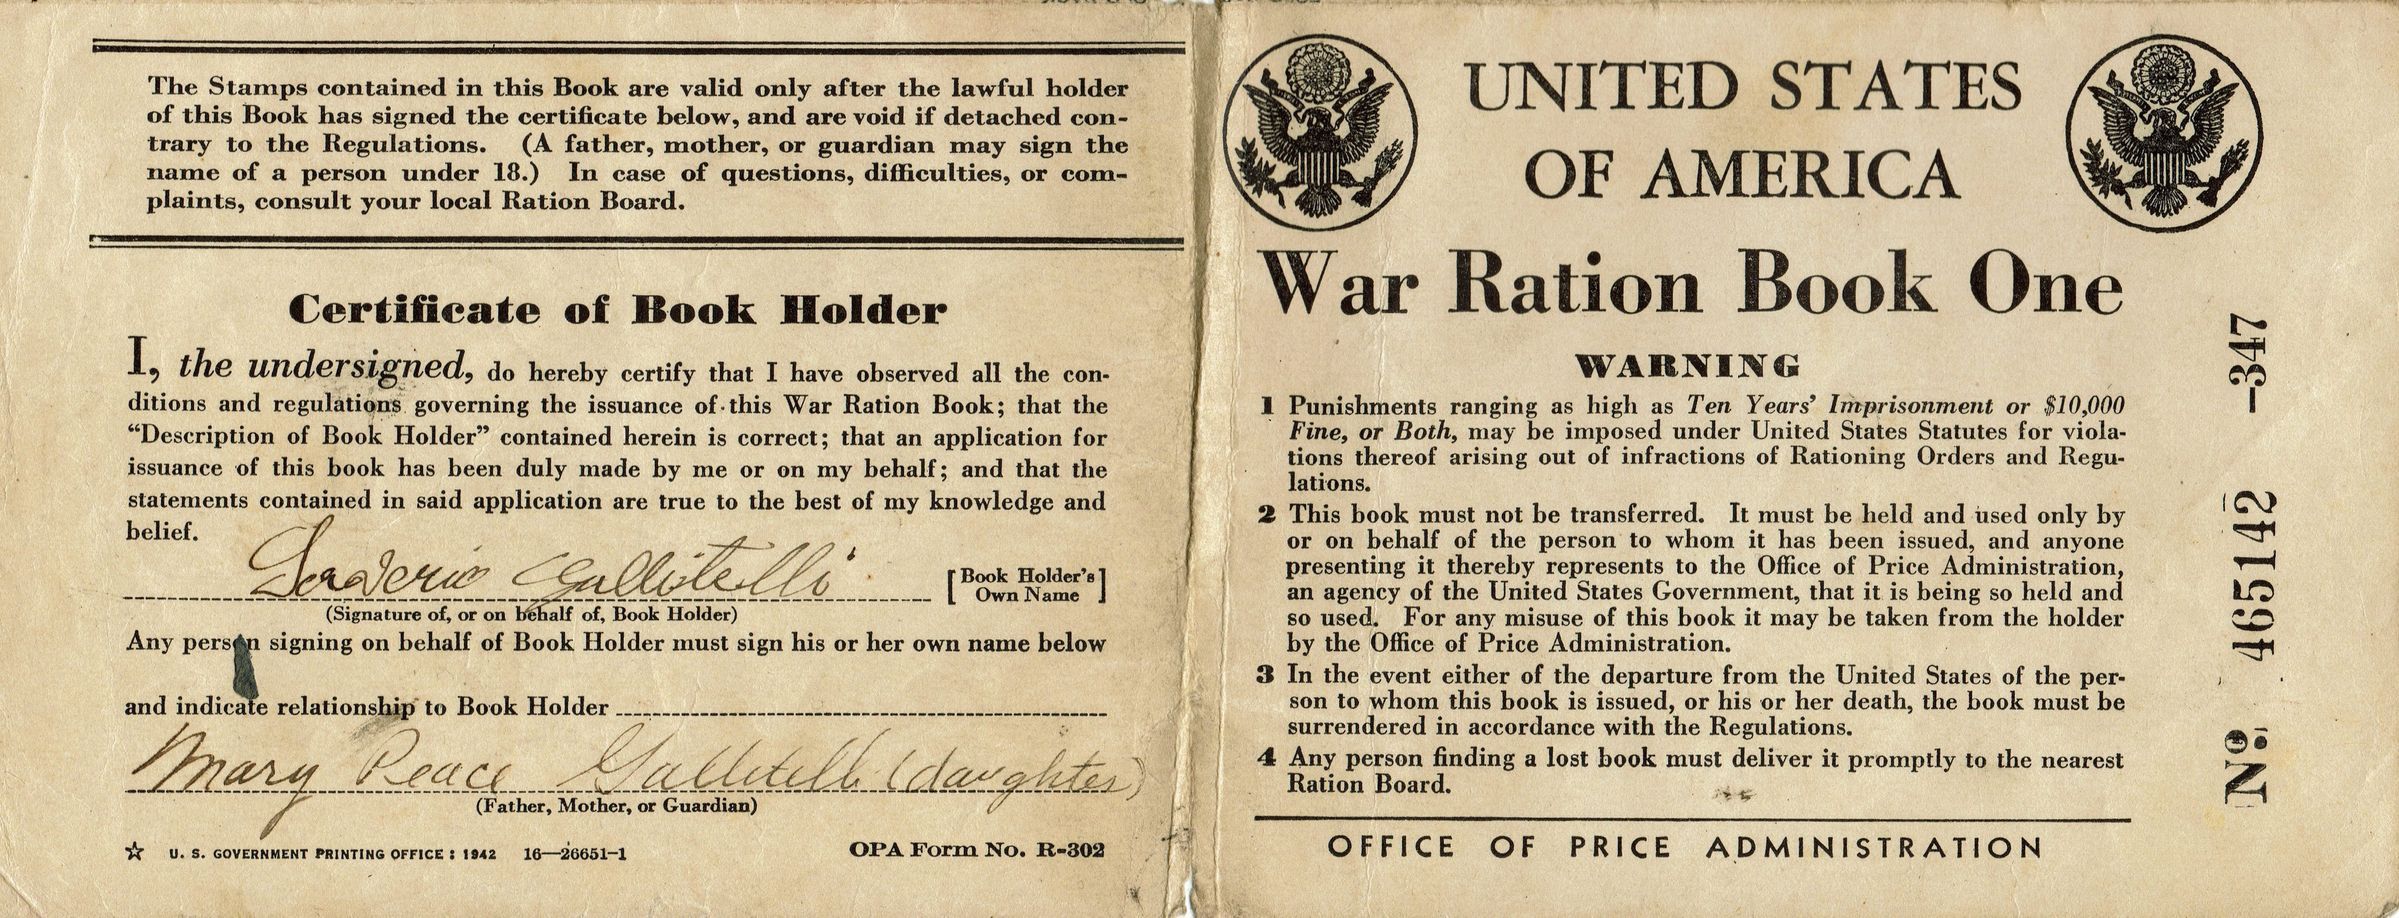 The Stamps contained in this Book are valid only after the lawful holder
of this Book has signed the certificate below, and are void if detached con-
trary to the Regulations. (A father, mother, or guardian may sign the
name of a person under 18.) In case of questions, difficulties, or com-
plaints, consult your local Ration Board.
Certificate of Book Holder
I, the undersigned, do hereby certify that I have observed all the con-
ditions and regulations governing the issuance of this War Ration Book; that the
“Description of Book Holder” contained herein is correct; that an application for
issuance of this book has been duly made by me or on my behalf; and that the
statements contained in said application are true to the best of my knowledge and
belief.
[Book Holder's
Own Name]
(Signature of, or on behalf of, Book Holder)
Any person signing on behalf of Book Holder must sign his or her own name below
and indicate relationship to Book Holder
Mary Peace (daughter)
(Father, Mother, or Guardian)
☆ U. S. GOVERNMENT PRINTING OFFICE : 1942 16—26651-1 OPA Form No. R-302
UNITED STATES
OF AMERICA
War Ration Book One
WARNING
1 Punishments ranging as high as Ten Years' Imprisonment or $10,000
Fine, or Both, may be imposed under United States Statutes for viola-
tions thereof arising out of infractions of Rationing Orders and Regu-
lations.
2 This book must not be transferred. It must be held and used only by
or on behalf of the person to whom it has been issued, and anyone
presenting it thereby represents to the Office of Price Administration,
an agency of the United States Government, that it is being so held and
so used. For any misuse of this book it may be taken from the holder
by the Office of Price Administration.
3 In the event either of the departure from the United States of the per-
son to whom this book is issued, or his or her death, the book must be
surrendered in accordance with the Regulations.
4 Any person finding a lost book must deliver it promptly to the nearest
Ration Board.
OFFICE OF PRICE ADMINISTRATION
No. 465142 -347